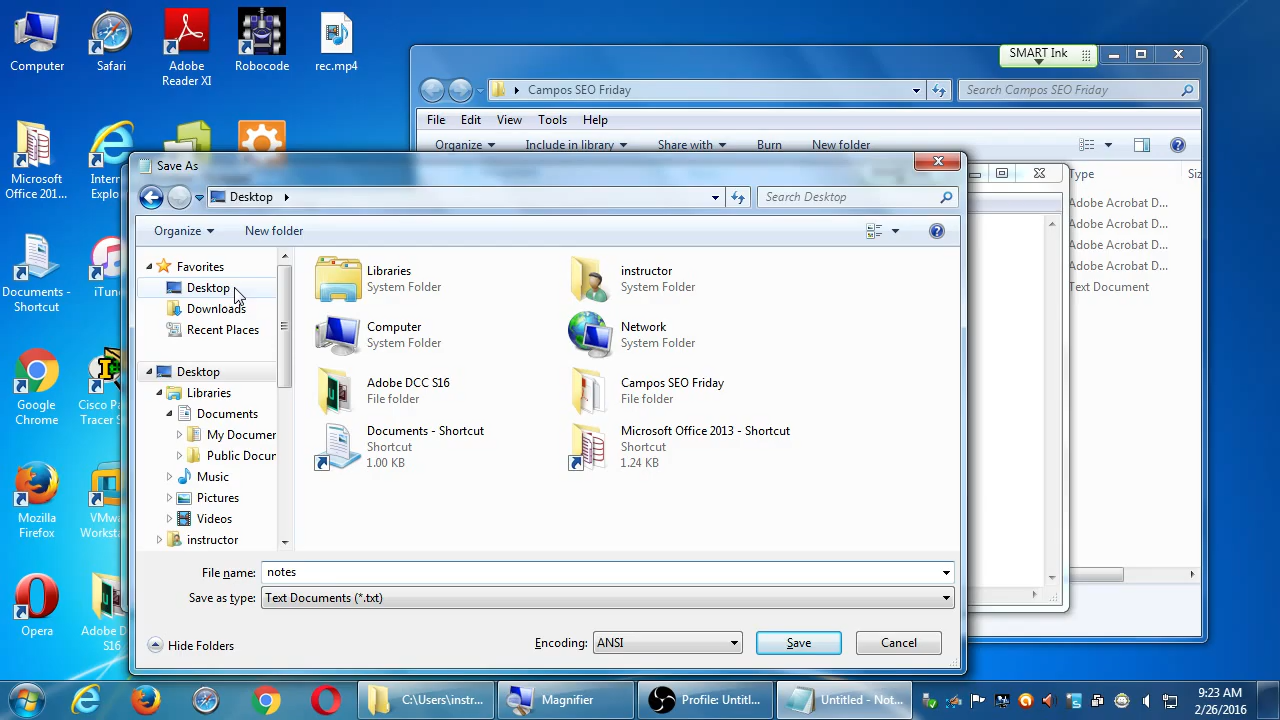 Computer
Safari
Adobe
Reader XI
Robocode
rec.mp4
Microsoft
Office 201...
Documents -
Shortcut
Google
Chrome
Mozilla
Firefox
Opera
SMART Ink
Campos SEO Friday
Search Campos SEO Friday
File Edit View Tools Help
Organize Include in library Share with Burn New folder
Type
Adobe Acrobat D...
Adobe Acrobat D...
Adobe Acrobat D...
Adobe Acrobat D...
Text Document
Save As
Desktop
Search Desktop
Organize New folder
Favorites
Desktop
Downloads
Recent Places
Desktop
Libraries
Documents
My Documen
Public Docun
Music
Pictures
Videos
instructor
Libraries
System Folder
instructor
System Folder
Computer
System Folder
Network
System Folder
Adobe DCC S16
File folder
Campos SEO Friday
File folder
Documents - Shortcut
Shortcut
1.00 KB
Microsoft Office 2013 - Shortcut
Shortcut
1.24 KB
File name: notes
Save as type: Text Documents (*.txt)
Hide Folders
Encoding: ANSI
Save
Cancel
C:\Users\instr...
Magnifier
Profile: Untitl...
Untitled - Not...
9:23 AM
2/26/2016